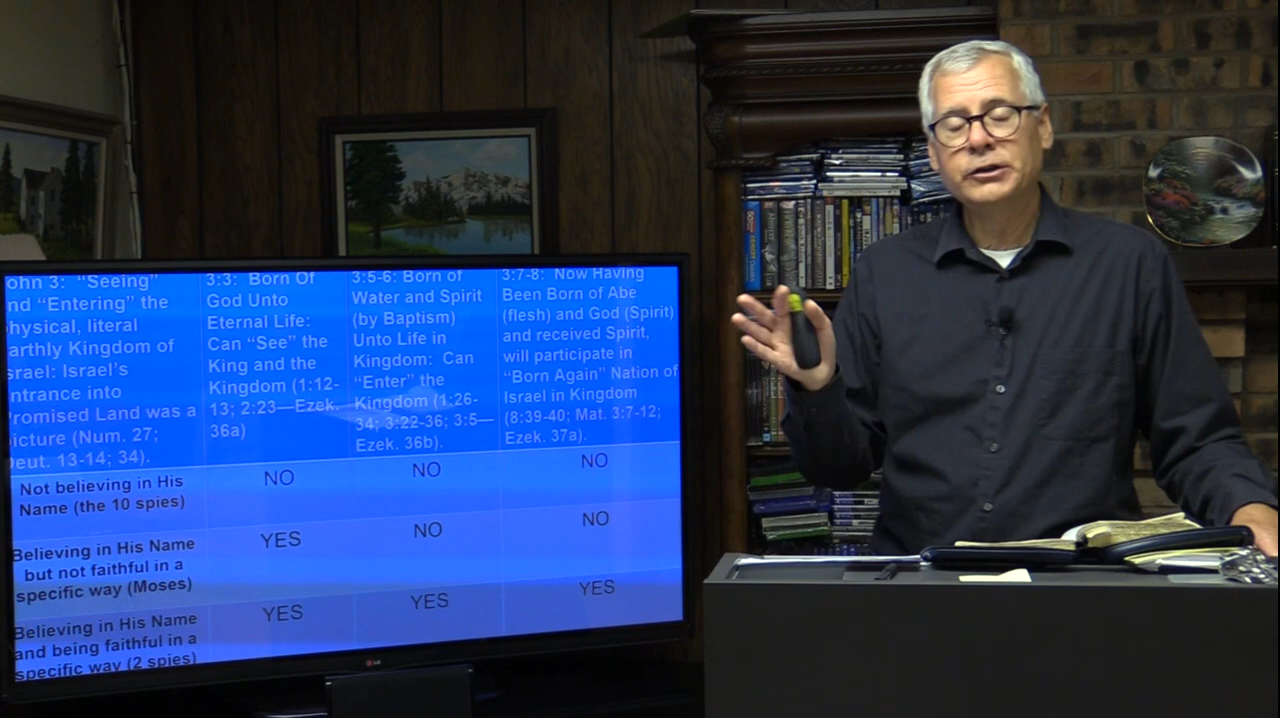 ohn 3: “Seeing”
nd “Entering” the
hysical, literal
arthly Kingdom of
srael: Israel’s
ntrance into
romised Land was a
icture (Num. 27;
eut. 13-14; 34).
3:3: Born Of
God Unto
Eternal Life:
Can “See” the
King and the
Kingdom (1:12-
13; 2:23—Ezek.
36a)
3:5-6: Born of
Water and Spirit
(by Baptism)
Unto Life in
Kingdom: Can
“Enter” the
Kingdom (1:26-
34; 3:22-36; 3:5—
Ezek. 36b).
3:7-8: Now Having
Been Born of Abe
(flesh) and God (Spirit)
and received Spirit,
will participate in
“Born Again” Nation of
Israel in Kingdom
(8:39-40; Mat. 3:7-12;
Ezek. 37a).
Not believing in His
Name (the 10 spies)
NO
NO
NO
Believing in His Name
but not faithful in a
specific way (Moses)
YES
NO
NO
Believing in His Name
and being faithful in a
specific way (2 spies)
YES
YES
YES
LG